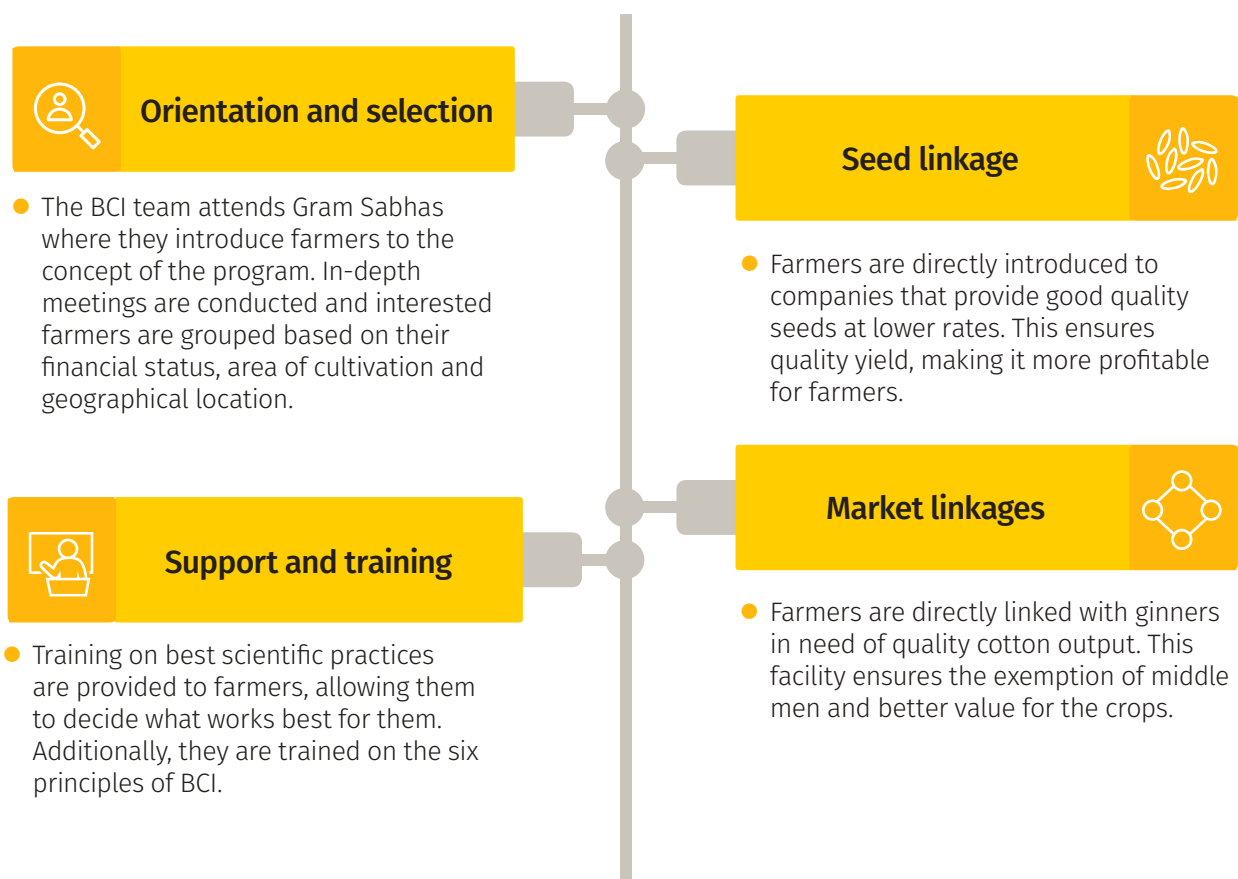 Orientation and selection
The BCI team attends Gram Sabhas
where they introduce farmers to the
concept of the program. In-depth
meetings are conducted and interested
farmers are grouped based on their
financial status, area of cultivation and
geographical location.
Seed linkage
Farmers are directly introduced to
companies that provide good quality
seeds at lower rates. This ensures
quality yield, making it more profitable
for farmers.
Support and training
Training on best scientific practices
are provided to farmers, allowing them
to decide what works best for them.
Additionally, they are trained on the six
principles of BCI.
Market linkages
Farmers are directly linked with ginners
in need of quality cotton output. This
facility ensures the exemption of middle
men and better value for the crops.